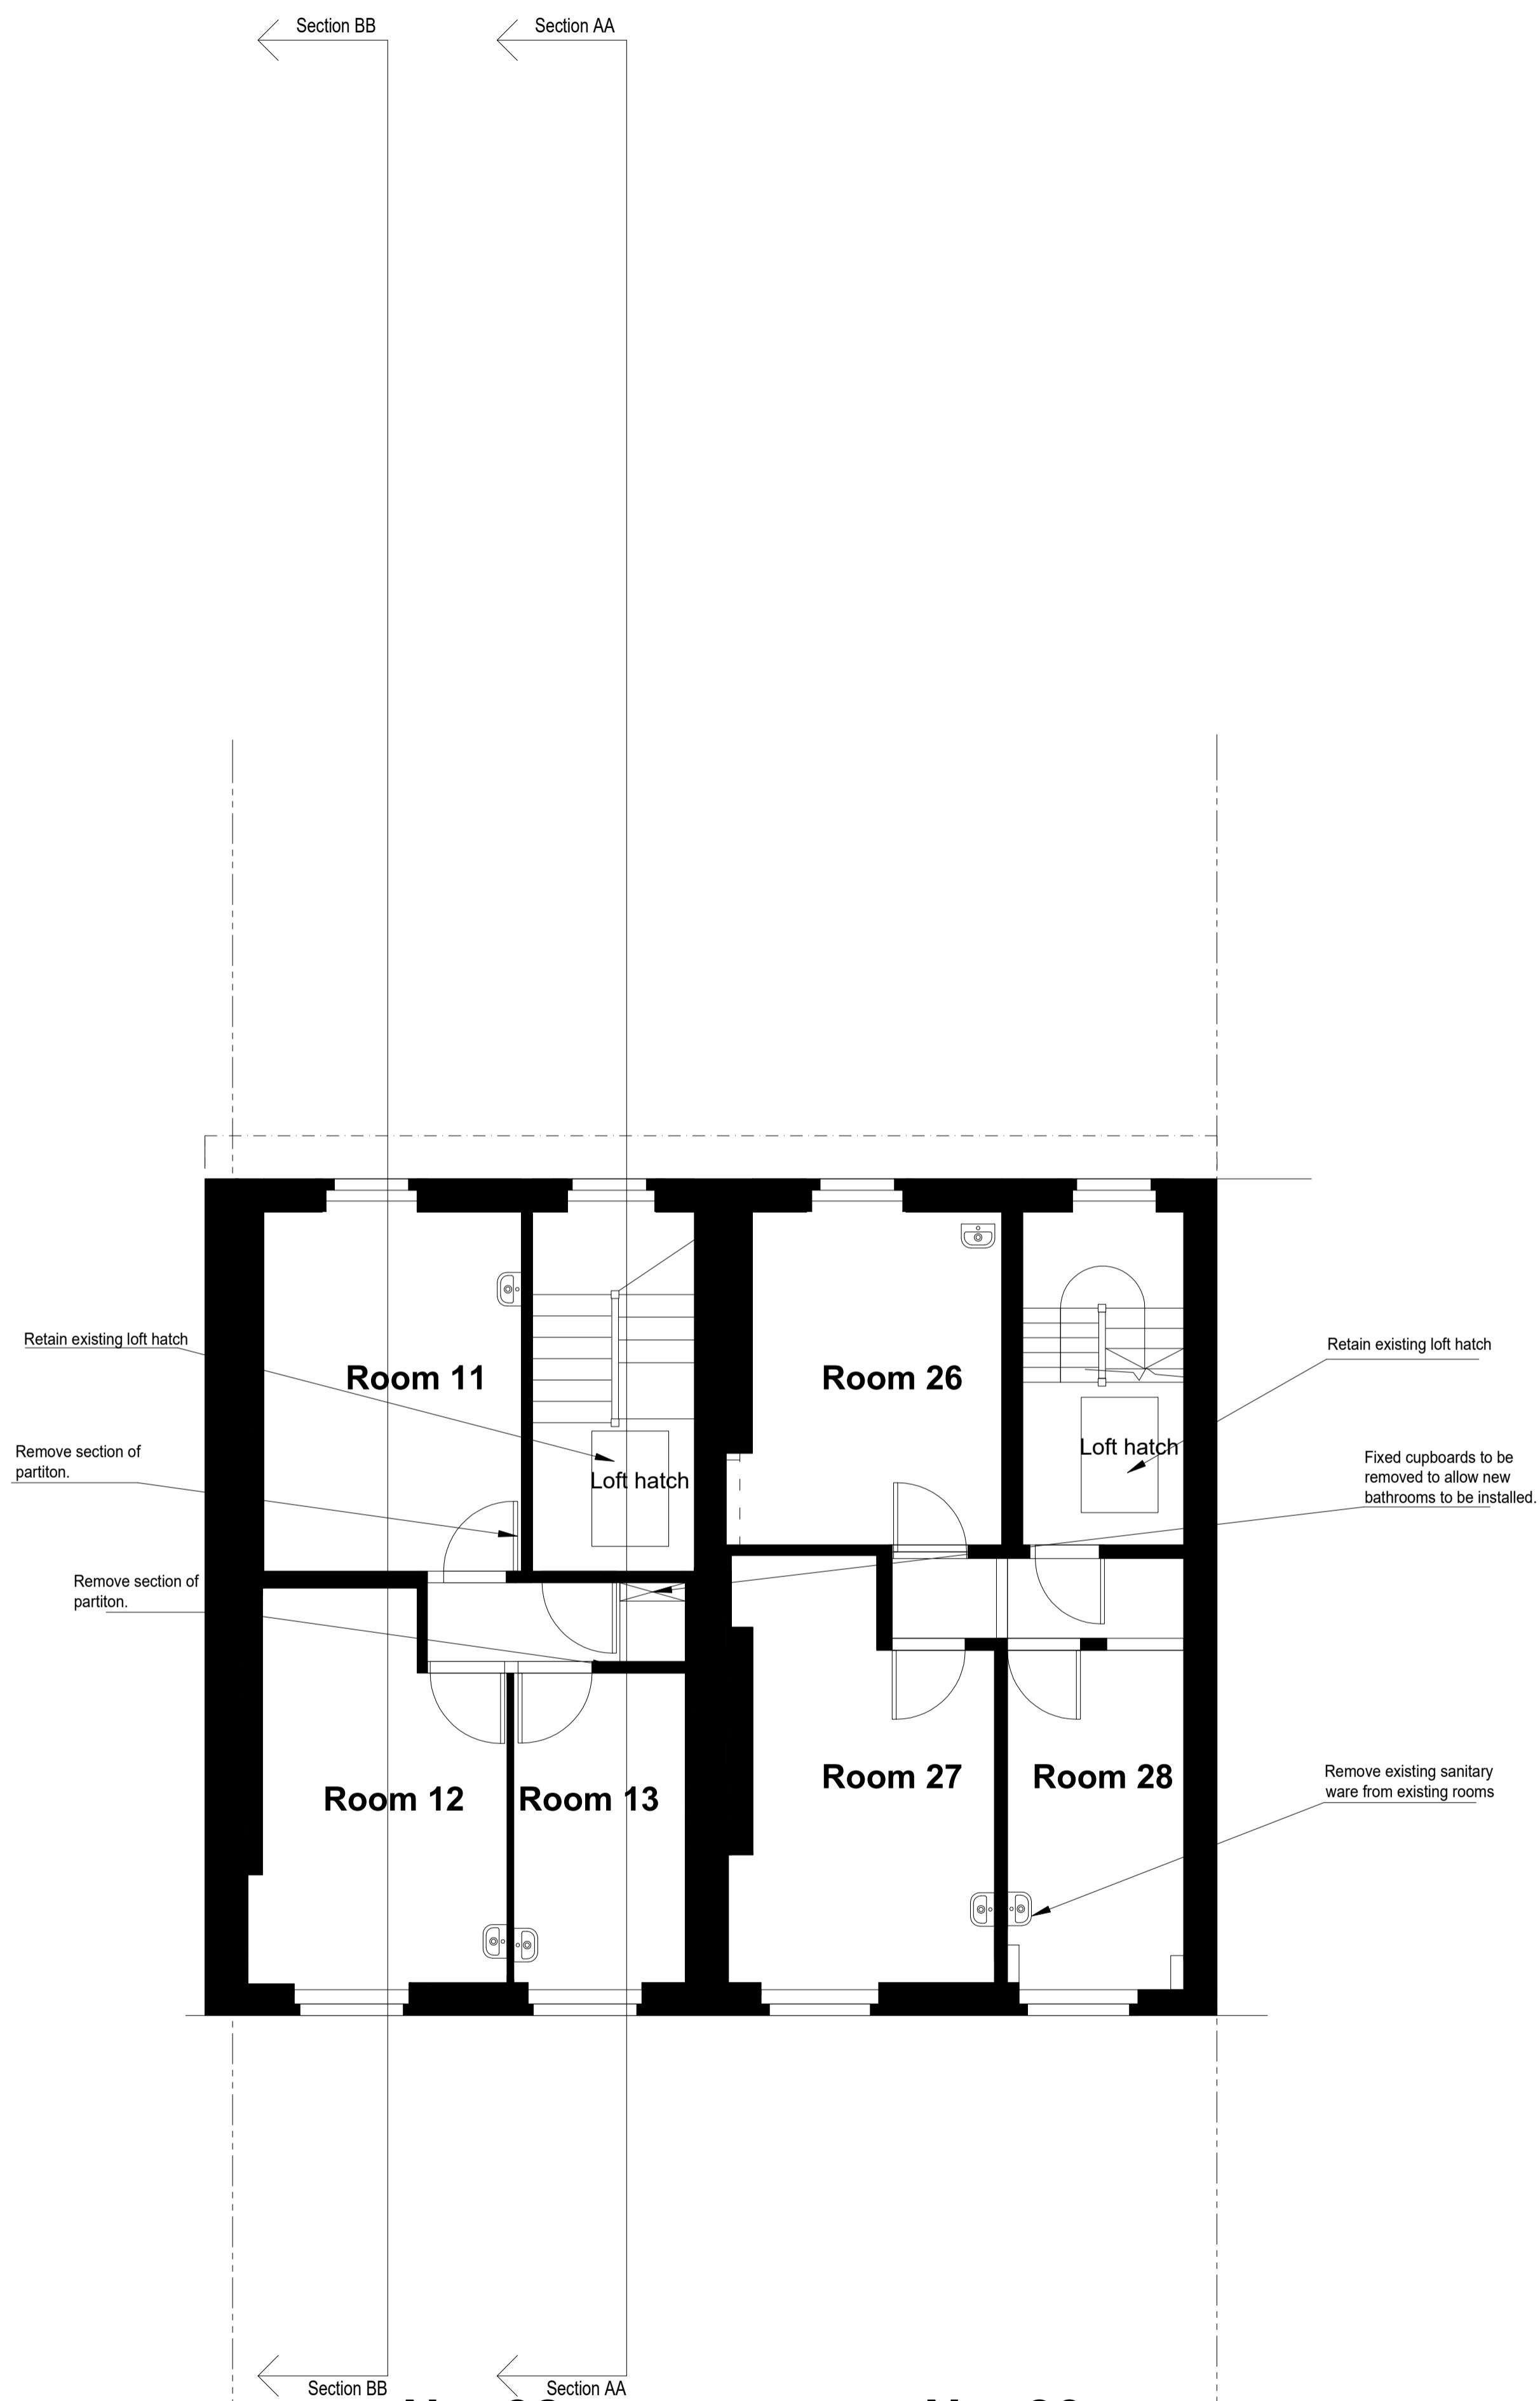 Section BB
Section AA
Retain existing loft hatch
Room 11
Room 26
Retain existing loft hatch
Remove section of
partiton.
Loft hatch
Loft hatch
Fixed cupboards to be
removed to allow new
bathrooms to be installed.
Remove section of
partiton.
Room 12
Room 13
Room 27
Room 28
Remove existing sanitary
ware from existing rooms
Section BB
Section AA